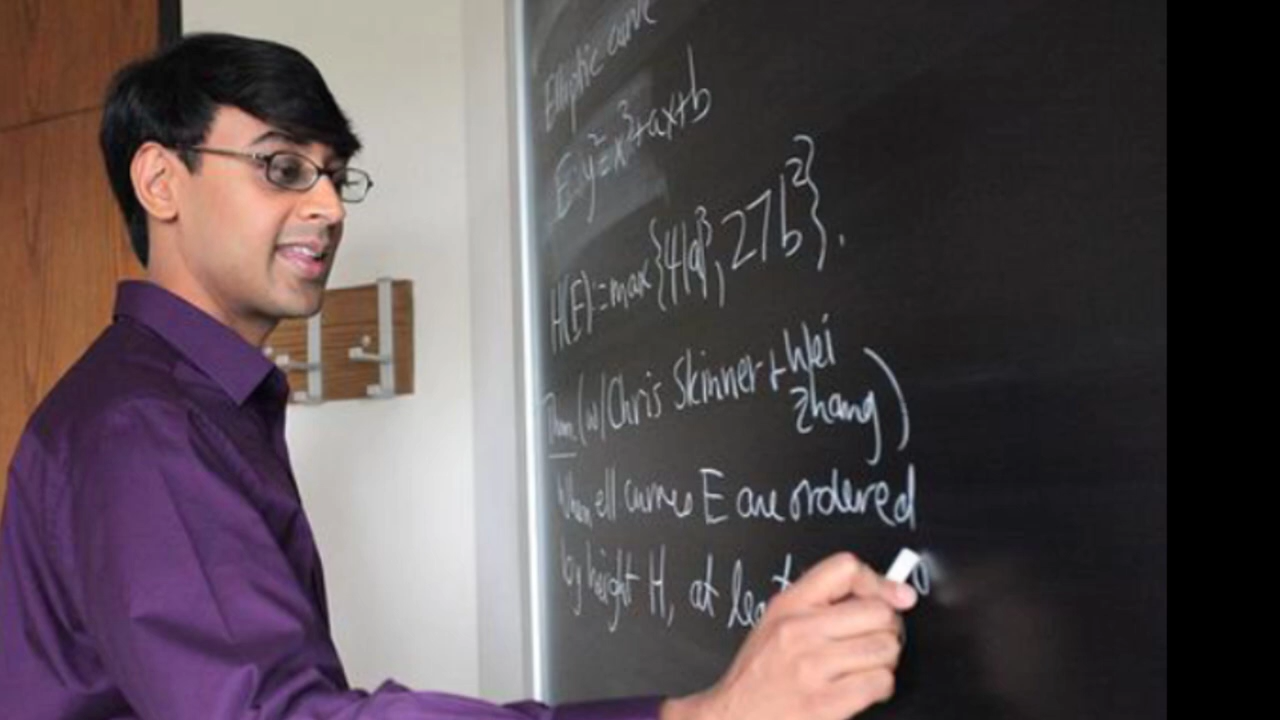 Elliptic curve
E: y²=x³+ax+b
H(E):=max{4|a|³,27b²}.
Thm. (w/ Chris Skinner + Wei
Zhang)
When ell curves E are ordered
by height H, at least